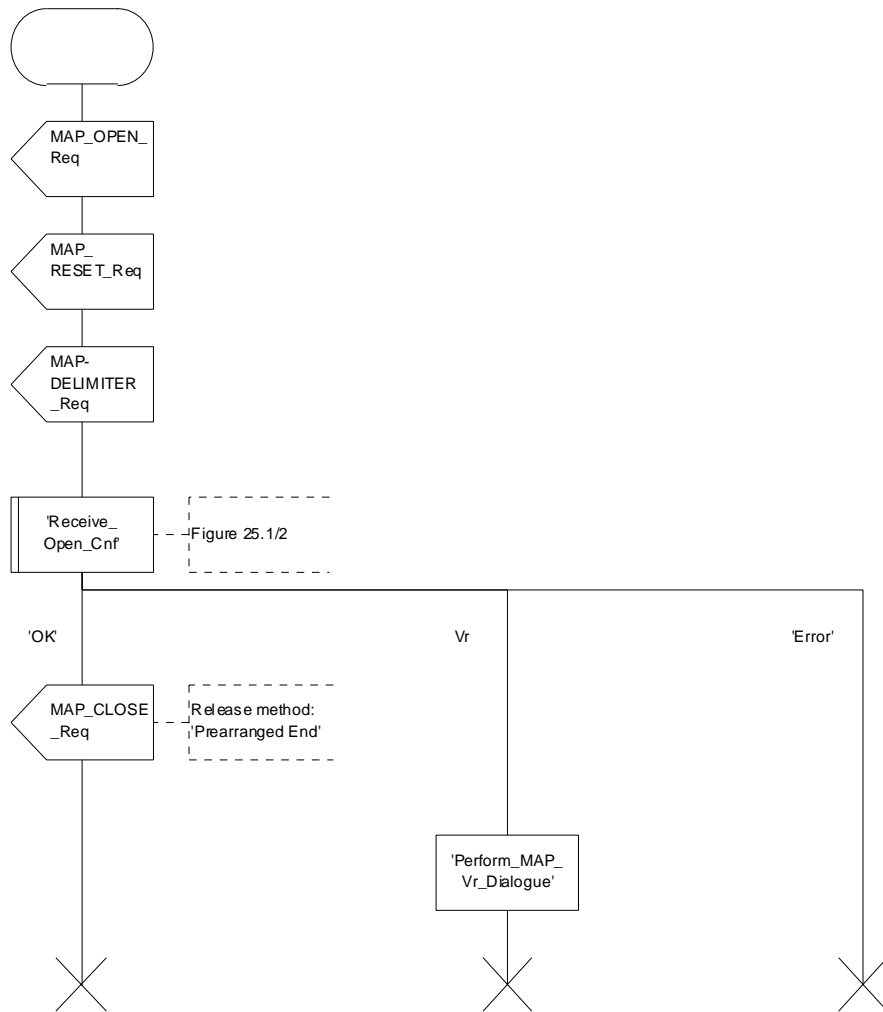 MAP_OPEN_
Req
MAP_
RESET_Req
MAP-
DELIMITER
_Req
'Receive_
Open_Cnf'
Figure 25.1/2
'OK'
Vr
'Error'
MAP_CLOSE
_Req
Release method:
'Prearranged End'
'Perform_MAP_
Vr_Dialogue'